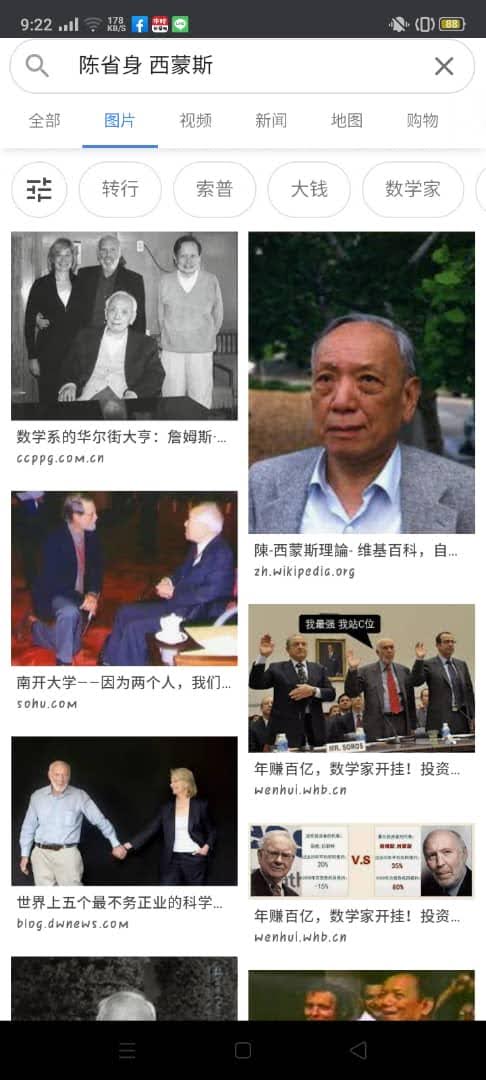 9:22
178
KB/S
88
陈省身 西蒙斯
全部
图片
视频
新闻
地图
购物
转行
索普
大钱
数学家
数学系的华尔街大亨：詹姆斯·...
ccppg.com.cn
陳-西蒙斯理論- 维基百科，自...
zh.wikipedia.org
南开大学——因为两个人，我们...
sohu.com
我最强 我站C位
MR. SOROS
年赚百亿，数学家开挂！投资...
wenhui.whb.cn
世界上五个最不务正业的科学...
blog.dwnews.com
20%
-15%
V.S
35%
60%
年赚百亿，数学家开挂！投资...
wenhui.whb.cn